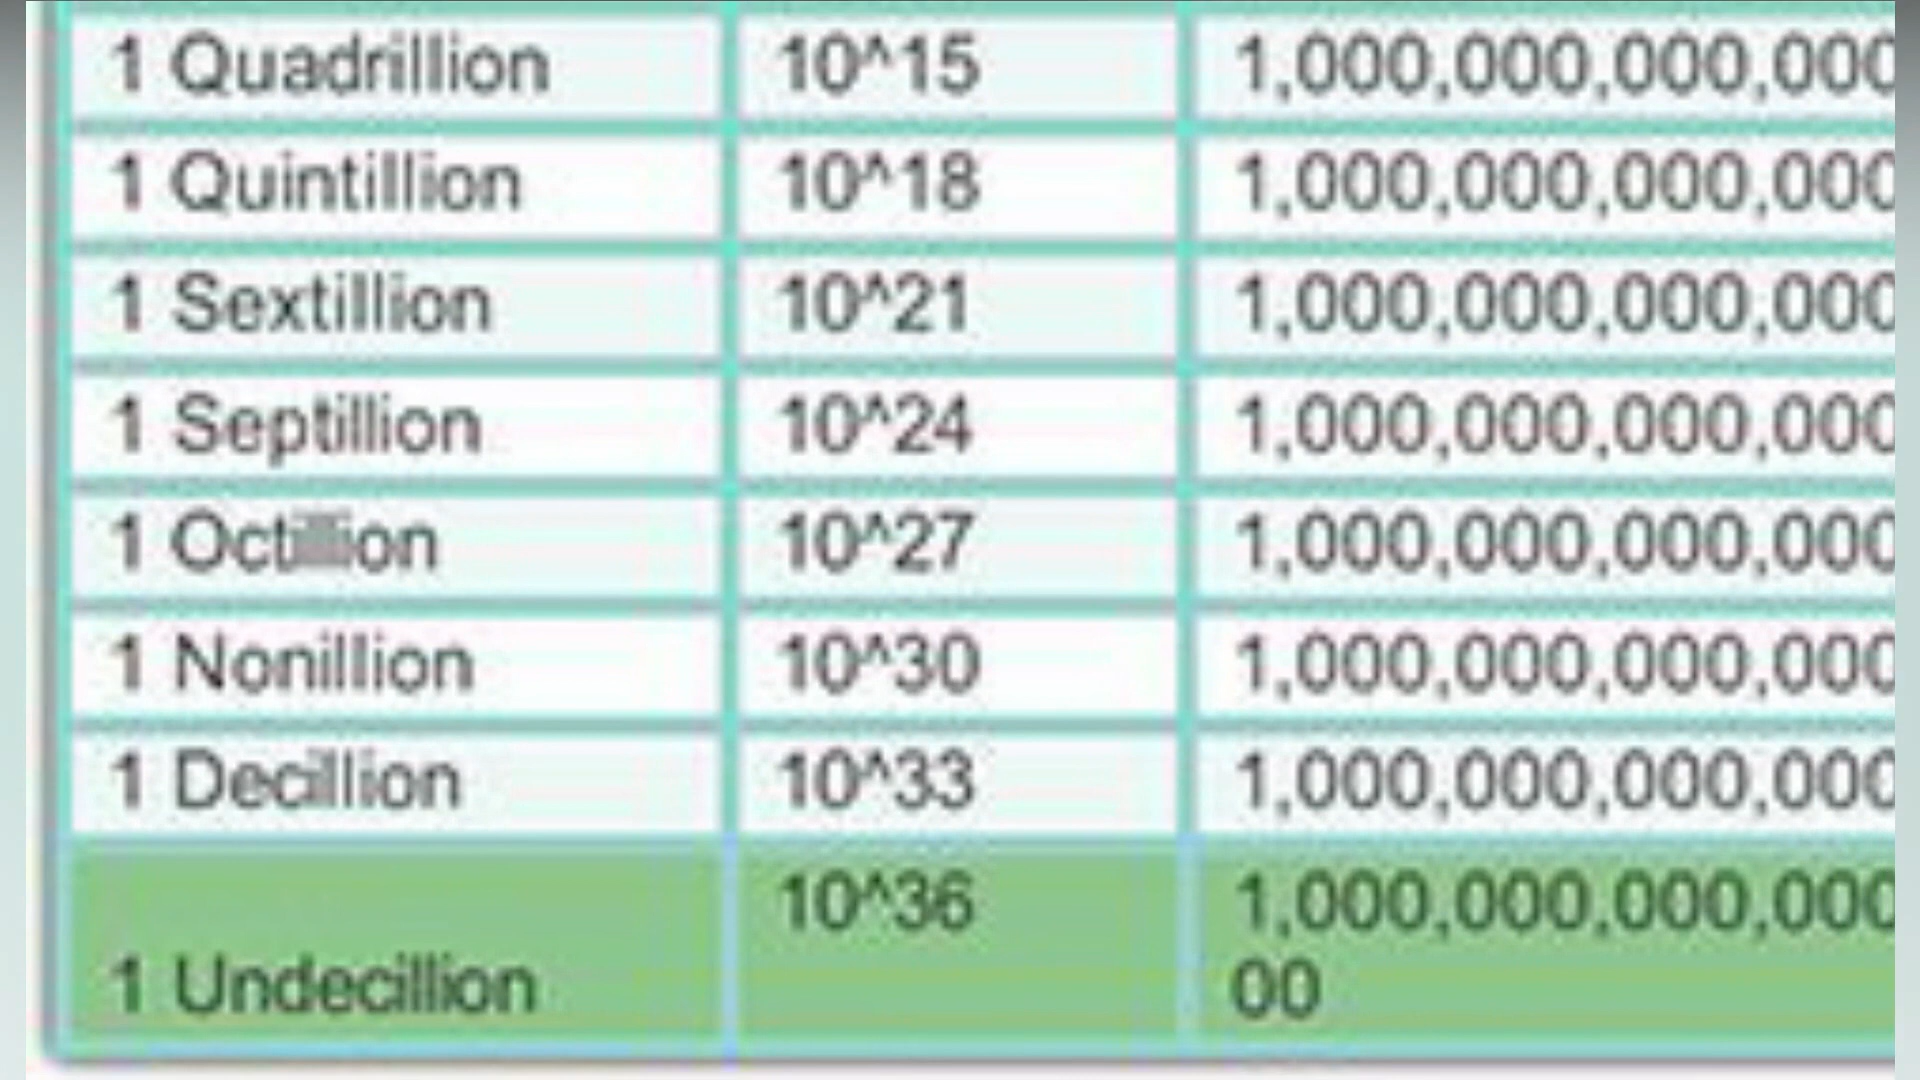 1 Quadrillion 10^15 1,000,000,000,000
1 Quintillion 10^18 1,000,000,000,000
1 Sextillion 10^21 1,000,000,000,000
1 Septillion 10^24 1,000,000,000,000
1 Octillion 10^27 1,000,000,000,000
1 Nonillion 10^30 1,000,000,000,000
1 Decillion 10^33 1,000,000,000,000
10^36 1,000,000,000,000
1 Undecillion 00